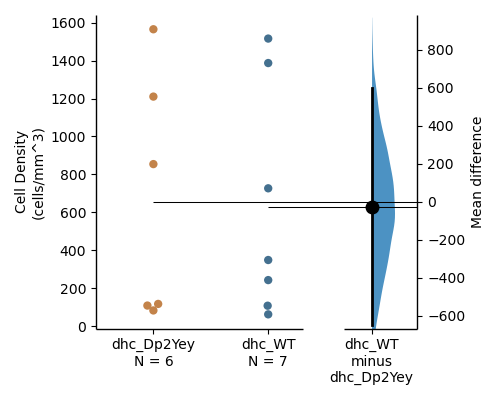 1600
1400
1200
1000
800
600
400
200
0
Cell Density
(cells/mm^3)
dhc_Dp2Yey
N = 6
dhc_WT
N = 7
dhc_WT
minus
dhc_Dp2Yey
800
600
400
200
0
−200
−400
−600
Mean difference